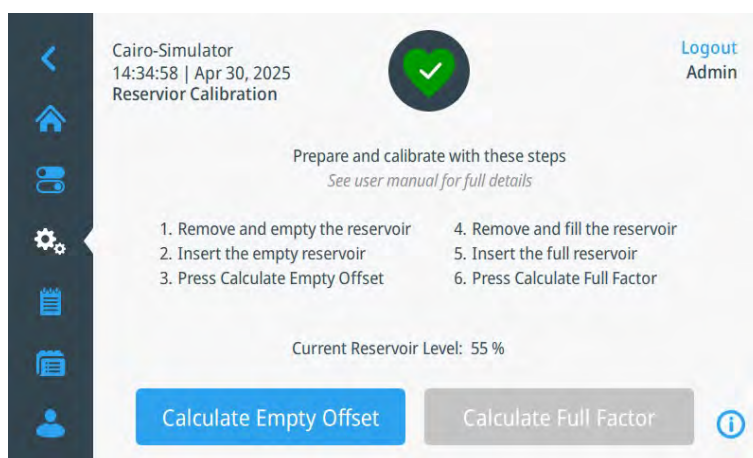 Cairo-Simulator
14:34:58 | Apr 30, 2025
Reservior Calibration
Logout
Admin
Prepare and calibrate with these steps
See user manual for full details
1. Remove and empty the reservoir
2. Insert the empty reservoir
3. Press Calculate Empty Offset
4. Remove and fill the reservoir
5. Insert the full reservoir
6. Press Calculate Full Factor
Current Reservoir Level: 55 %
Calculate Empty Offset
Calculate Full Factor